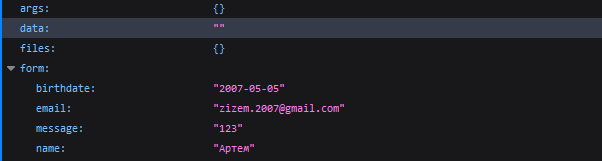 args: {}
data: ""
files: {}
form:
birthdate: "2007-05-05"
email: "zizem.2007@gmail.com"
message: "123"
name: "Артем"